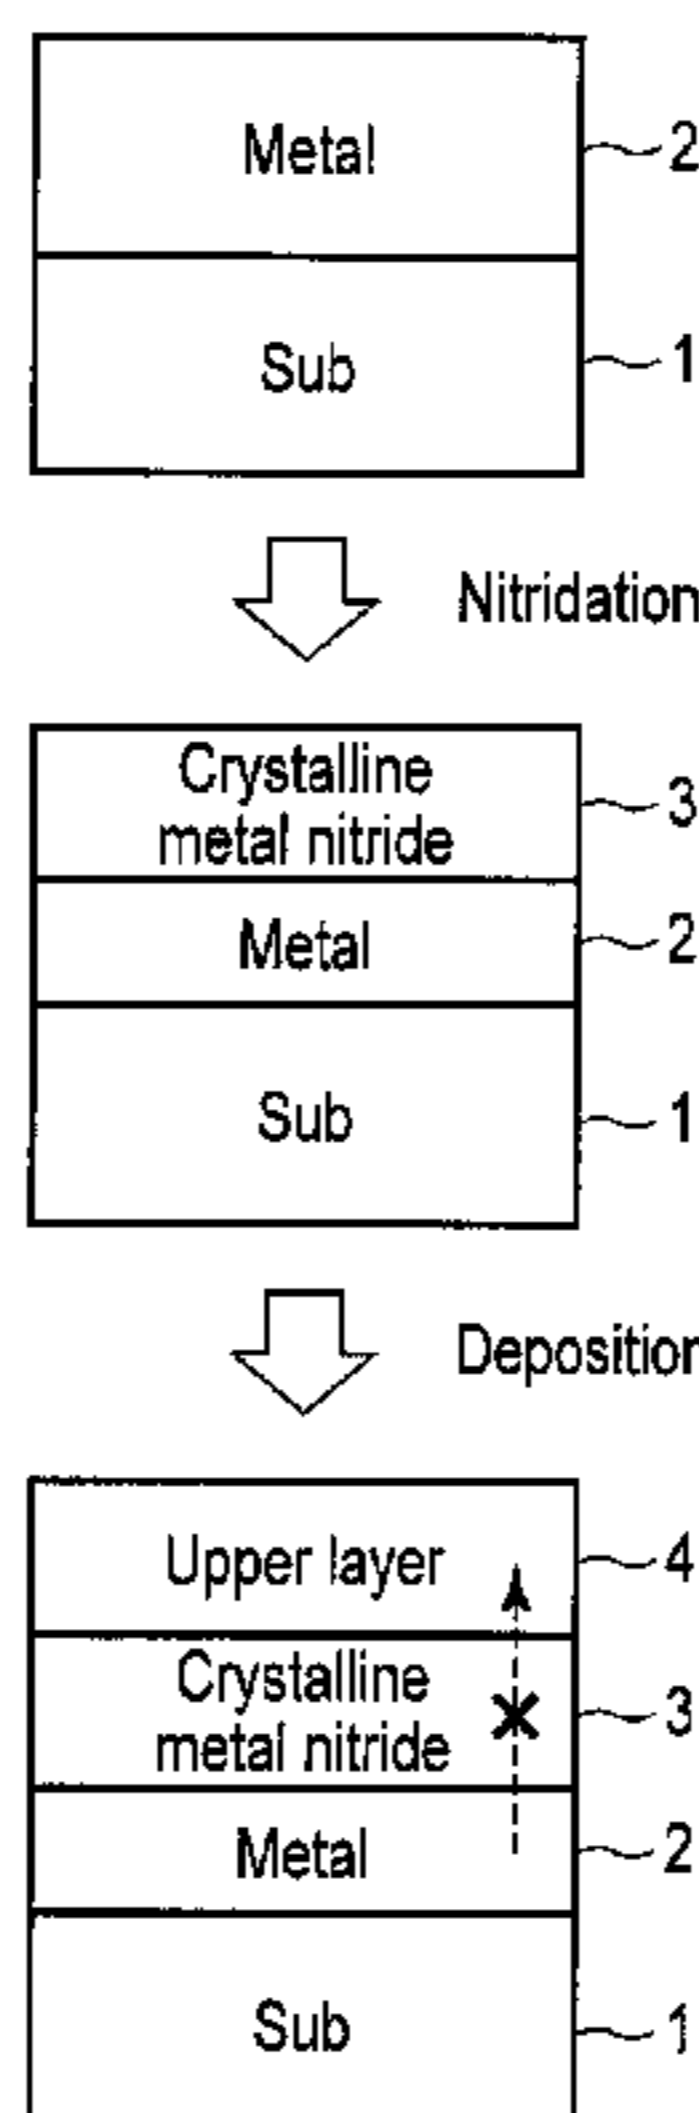 Metal 2
Sub 1
Nitridation
Crystalline
metal nitride 3
Metal 2
Sub 1
Deposition
Upper layer 4
Crystalline
metal nitride 3
Metal 2
Sub 1